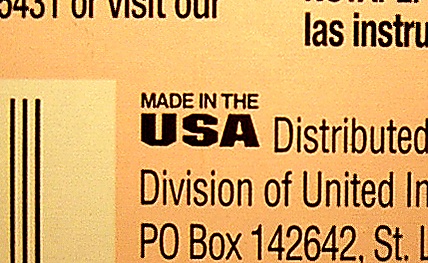 5431 or visit our
las instru
MADE IN THE
USA Distributed
Division of United In
PO Box 142642, St. L